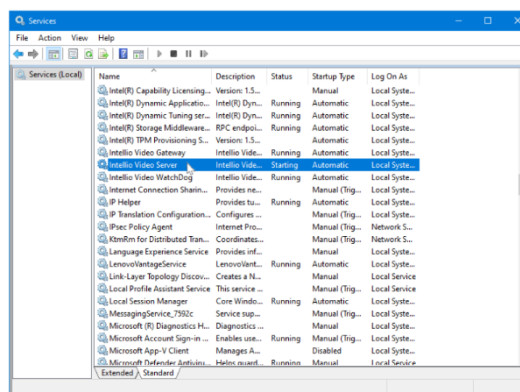 Services
File Action View Help
Services (Local)
Name Description Status Startup Type Log On As
Intel(R) Capability Licensing... Version: 1.5... Manual Local Syste...
Intel(R) Dynamic Applicatio... Intel(R) Dyn... Running Automatic Local Syste...
Intel(R) Dynamic Tuning ser... Intel(R) Dyn... Running Automatic Local Syste...
Intel(R) Storage Middleware... RPC endpoi... Running Automatic Local Syste...
Intel(R) TPM Provisioning S... Version: 1.5... Automatic Local Syste...
Intellio Video Gateway Intellio Vide... Running Automatic Local Syste...
Intellio Video Server Intellio Vide... Starting Automatic Local Syste...
Intellio Video WatchDog Intellio Vide... Running Automatic Local Syste...
Internet Connection Sharin... Provides ne... Manual (Trig... Local Syste...
IP Helper Provides tu... Running Automatic Local Syste...
IP Translation Configuration... Configures ... Manual (Trig... Local Syste...
IPsec Policy Agent Internet Pro... Manual (Trig... Network S...
KtmRm for Distributed Tran... Coordinates... Manual (Trig... Network S...
Language Experience Service Provides inf... Manual Local Syste...
LenovoVantageService LenovoVant... Running Automatic Local Syste...
Link-Layer Topology Discov... Creates a N... Manual Local Service
Local Profile Assistant Service This service ... Manual (Trig... Local Service
Local Session Manager Core Windo... Running Automatic Local Syste...
MessagingService_7592c Service sup... Manual (Trig... Local Syste...
Microsoft (R) Diagnostics H... Diagnostics ... Manual Local Syste...
Microsoft Account Sign-in ... Enables use... Running Manual (Trig... Local Syste...
Microsoft App-V Client Manages A... Disabled Local Syste...
Microsoft Defender Antiviru... Helps guard... Running Manual Local Service
Extended Standard